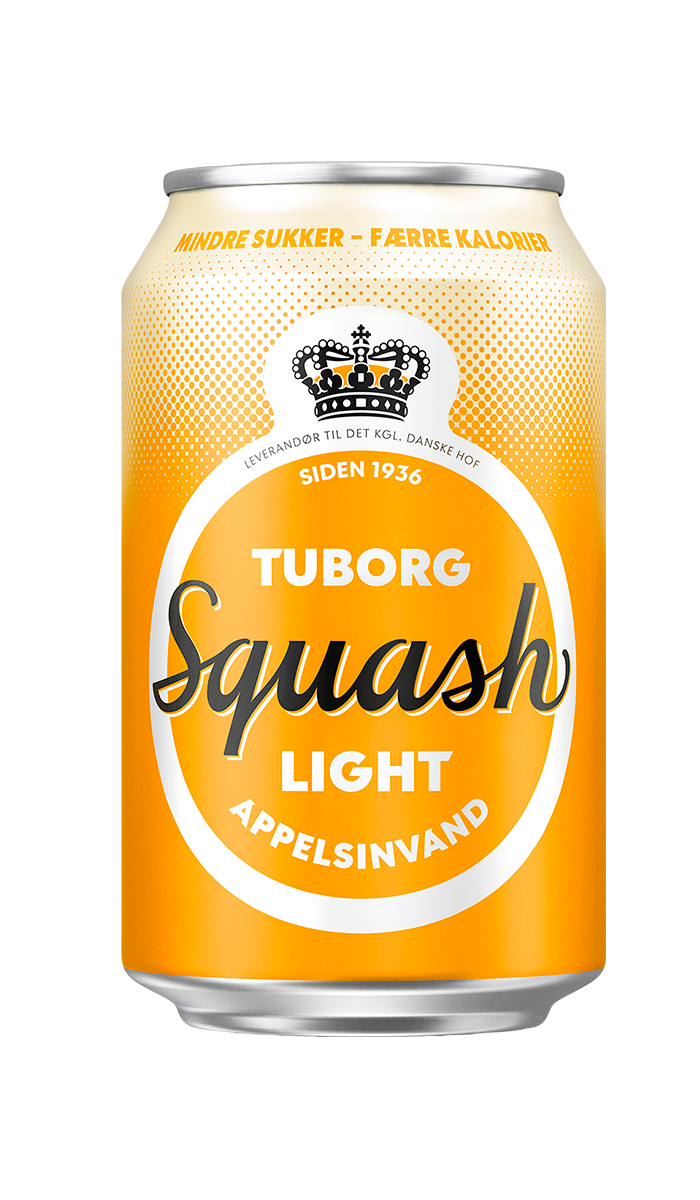 MINDRE SUKKER – FÆRRE KALORIER
LEVERANDØR TIL DET KGL. DANSKE HOF
SIDEN 1936
TUBORG
Squash
LIGHT
APPELSINVAND